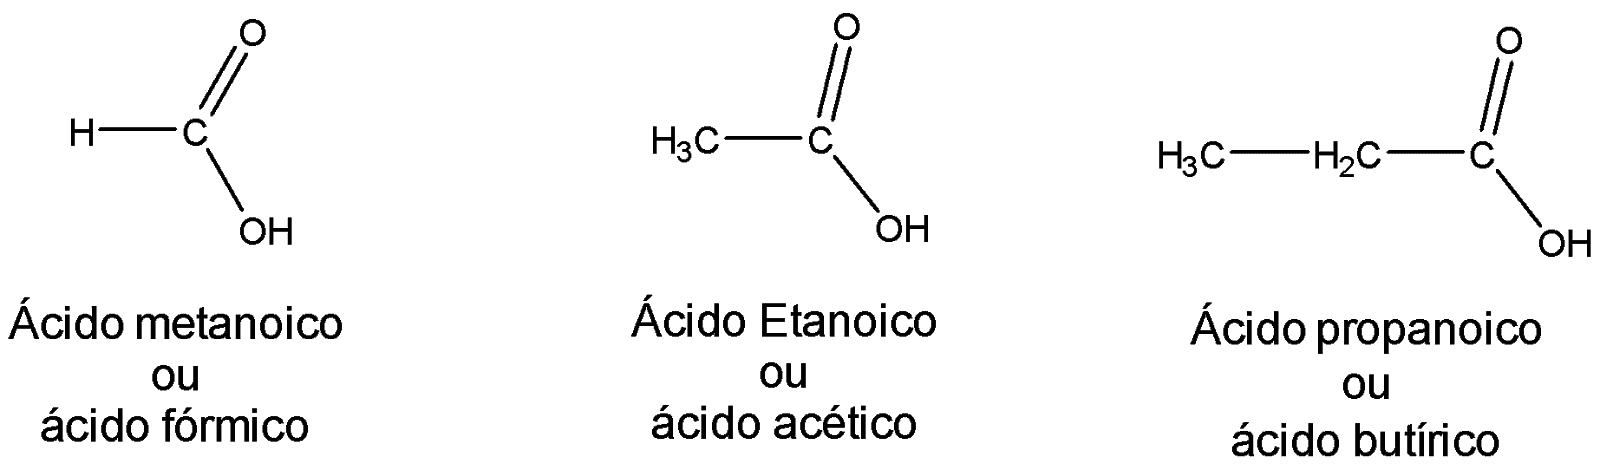 O
H
C
OH
Ácido metanoico
ou
ácido fórmico
O
H₃C
C
OH
Ácido Etanoico
ou
ácido acético
O
H₃C
H₂C
C
OH
Ácido propanoico
ou
ácido butírico